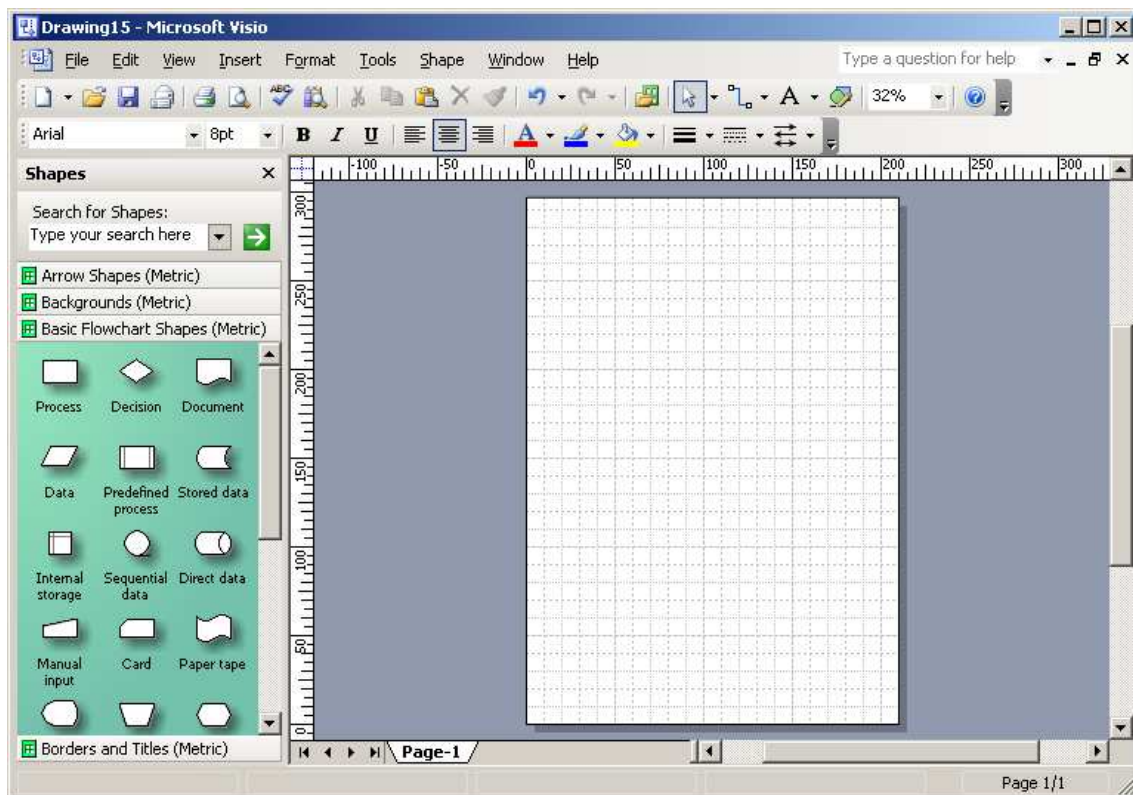 Drawing15 - Microsoft Visio
File Edit View Insert Format Tools Shape Window Help Type a question for help
ABC A 32%
Arial 8pt B I U A
Shapes
-100 -50 0 50 100 150 200 250 300
Search for Shapes:
Type your search here
Arrow Shapes (Metric)
Backgrounds (Metric)
Basic Flowchart Shapes (Metric)
Process Decision Document
Data Predefined process Stored data
Internal storage Sequential data Direct data
Manual input Card Paper tape
Borders and Titles (Metric)
300
250
200
150
100
50
0
Page-1
Page 1/1